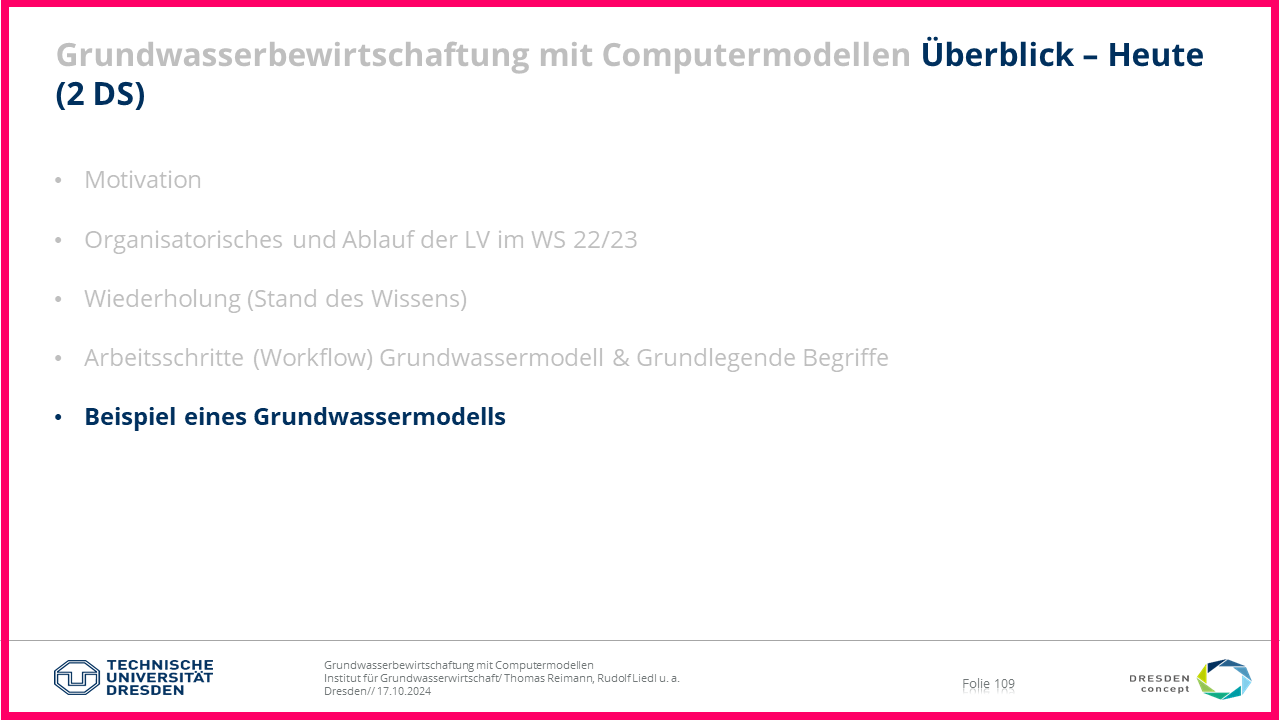 Grundwasserbewirtschaftung mit Computermodellen Überblick – Heute
(2 DS)
• Motivation
• Organisatorisches und Ablauf der LV im WS 22/23
• Wiederholung (Stand des Wissens)
• Arbeitsschritte (Workflow) Grundwassermodell & Grundlegende Begriffe
• Beispiel eines Grundwassermodells
TECHNISCHE
UNIVERSITÄT
DRESDEN
Grundwasserbewirtschaftung mit Computermodellen
Institut für Grundwasserwirtschaft/ Thomas Reimann, Rudolf Liedl u. a.
Dresden// 17.10.2024
Folie 109
DRESDEN
concept